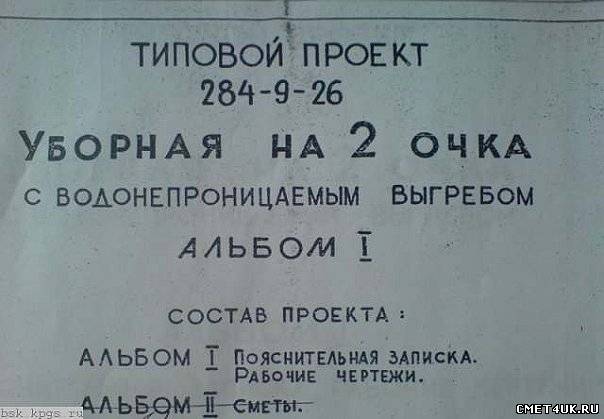 ТИПОВОЙ ПРОЕКТ
284-9-26
УБОРНАЯ НА 2 ОЧКА
С ВОДОНЕПРОНИЦАЕМЫМ ВЫГРЕБОМ
АЛЬБОМ I
СОСТАВ ПРОЕКТА:
АЛЬБОМ I ПОЯСНИТЕЛЬНАЯ ЗАПИСКА.
РАБОЧИЕ ЧЕРТЕЖИ.
АЛЬБОМ II СМЕТЫ.
bsk kpgs ru
CMET4UK.RU